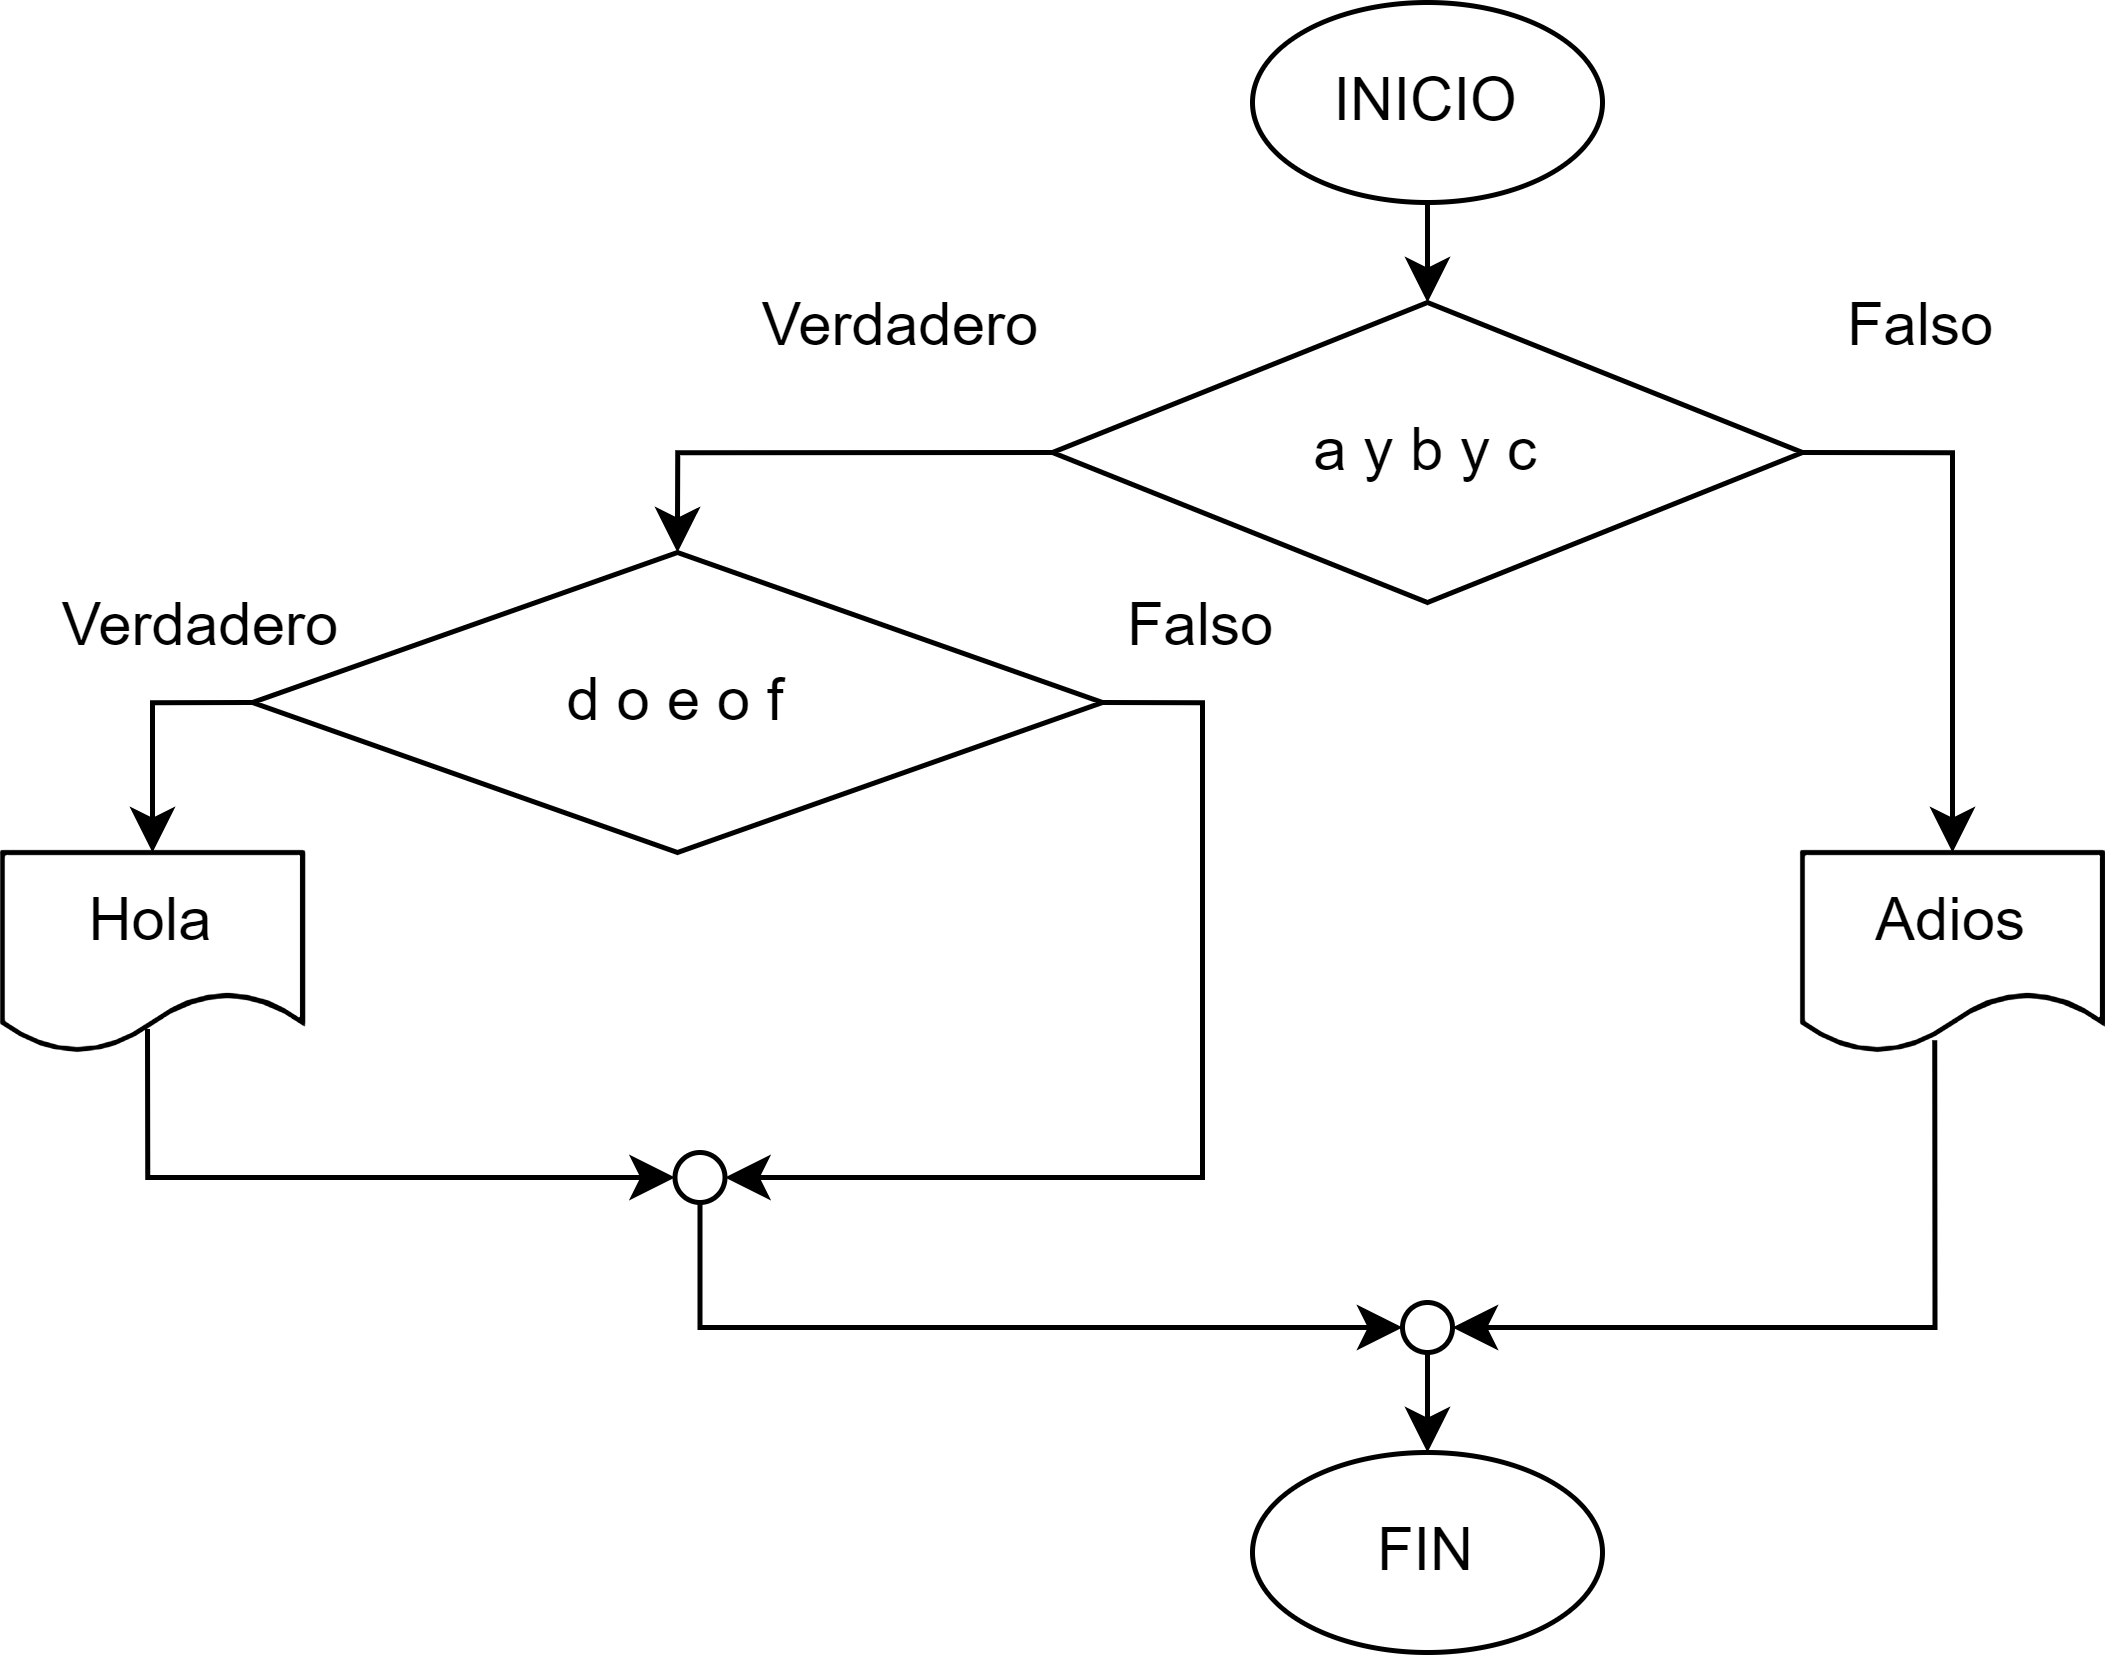 INICIO
Verdadero
Falso
a y b y c
Verdadero
Falso
d o e o f
Hola
Adios
FIN